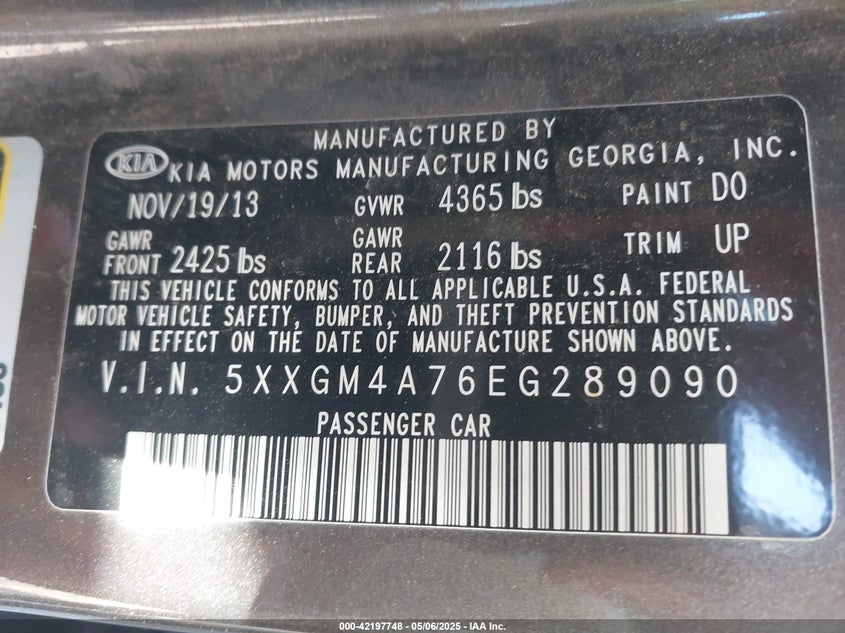 MANUFACTURED BY
KIA KIA MOTORS MANUFACTURING GEORGIA, INC.
NOV/19/13 GVWR 4365 lbs PAINT DO
GAWR FRONT 2425 lbs GAWR REAR 2116 lbs TRIM UP
THIS VEHICLE CONFORMS TO ALL APPLICABLE U.S.A. FEDERAL
MOTOR VEHICLE SAFETY, BUMPER, AND THEFT PREVENTION STANDARDS
IN EFFECT ON THE DATE OF MANUFACTURE SHOWN ABOVE.
V.I.N. 5XXGM4A76EG289090
PASSENGER CAR
000-42197748 - 05/06/2025 - IAA Inc.